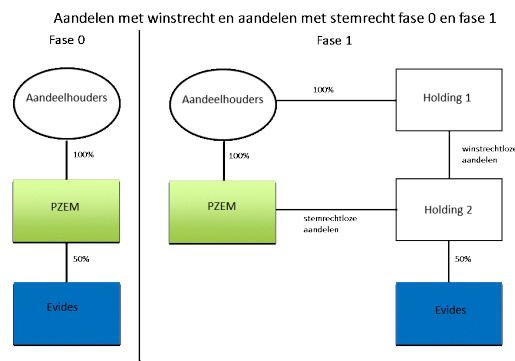 Aandelen met winstrecht en aandelen met stemrecht fase 0 en fase 1
Fase 0
Fase 1
Aandeelhouders
100%
PZEM
50%
Evides
Aandeelhouders
100%
Holding 1
100%
winstrechtloze
aandelen
PZEM
stemrechtloze
aandelen
Holding 2
50%
Evides